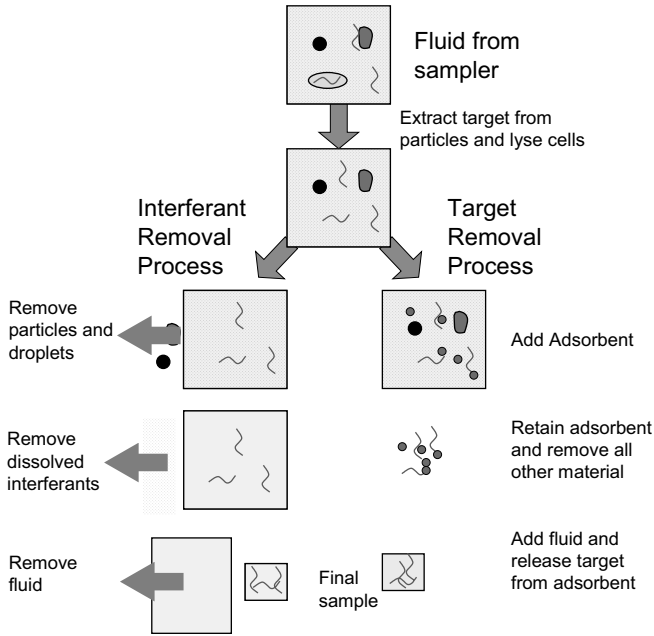 Fluid from
sampler
Extract target from
particles and lyse cells
Interferant
Removal
Process
Target
Removal
Process
Remove
particles and
droplets
Add Adsorbent
Remove
dissolved
interferants
Retain adsorbent
and remove all
other material
Remove
fluid
Final
sample
Add fluid and
release target
from adsorbent